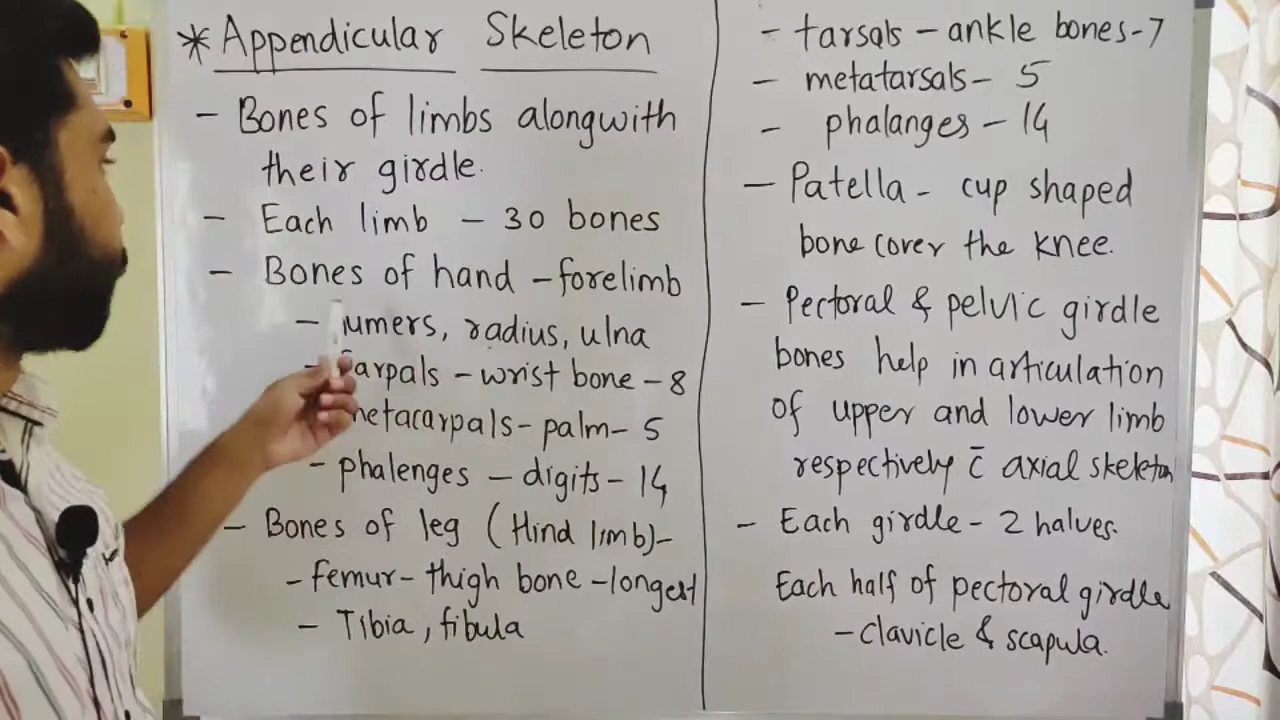 * Appendicular Skeleton
- Bones of limbs alongwith
their girdle.
- Each limb - 30 bones
- Bones of hand - forelimb
- umers, radius, ulna
- carpals - wrist bone - 8
metacarpals - palm - 5
- phalenges - digits - 14
- Bones of leg (Hind limb) -
- femur - thigh bone - longest
- Tibia, fibula
- tarsals - ankle bones - 7
- metatarsals - 5
- phalanges - 14
- Patella - cup shaped
bone cover the knee.
- Pectoral & pelvic girdle
bones help in articulation
of upper and lower limb
respectively c̄ axial skeleton
- Each girdle - 2 halves.
Each half of pectoral girdle
- clavicle & scapula.